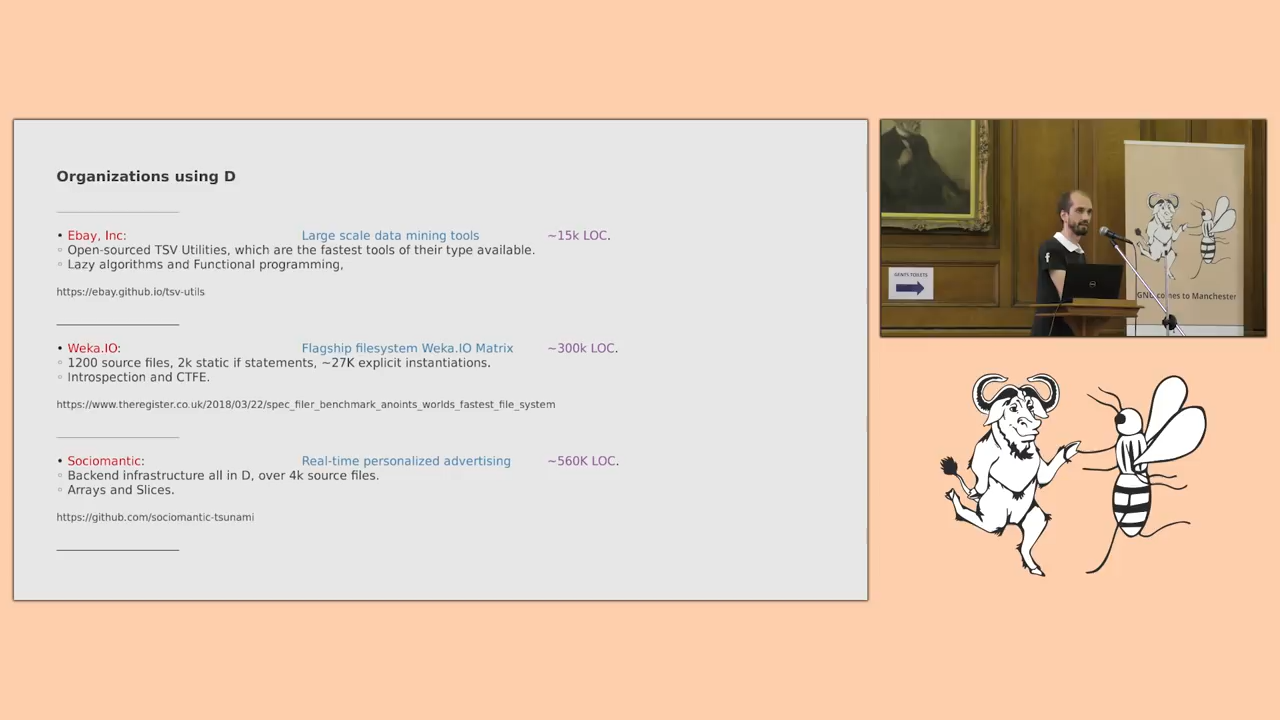 Organizations using D
• Ebay, Inc: Large scale data mining tools ~15k LOC.
◦ Open-sourced TSV Utilities, which are the fastest tools of their type available.
◦ Lazy algorithms and Functional programming,
https://ebay.github.io/tsv-utils
• Weka.IO: Flagship filesystem Weka.IO Matrix ~300k LOC.
◦ 1200 source files, 2k static if statements, ~27K explicit instantiations.
◦ Introspection and CTFE.
https://www.theregister.co.uk/2018/03/22/spec_filer_benchmark_anoints_worlds_fastest_file_system
• Sociomantic: Real-time personalized advertising ~560K LOC.
◦ Backend infrastructure all in D, over 4k source files.
◦ Arrays and Slices.
https://github.com/sociomantic-tsunami
GENTS TOILETS
GNU comes to Manchester